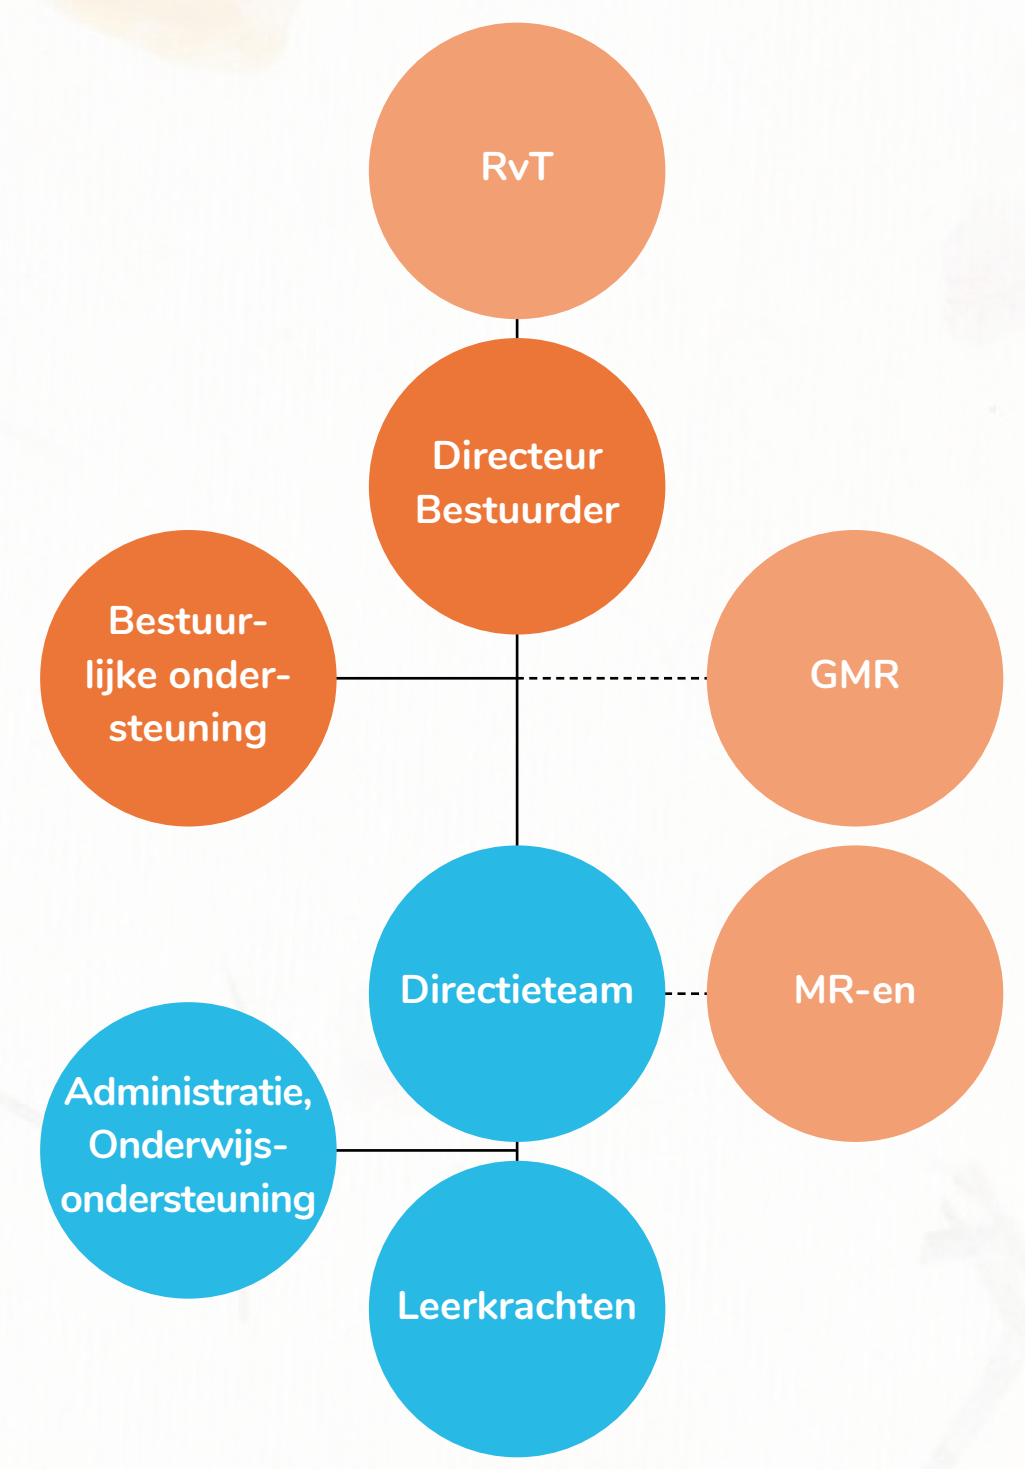 RvT
Directeur
Bestuurder
Bestuur-
lijke onder-
steuning
GMR
Directieteam
MR-en
Administratie,
Onderwijs-
ondersteuning
Leerkrachten